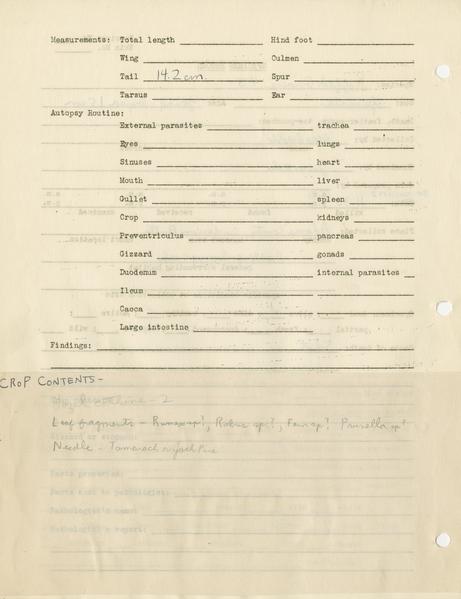 Measurements: Total length Hind foot
Wing Culmen
Tail 14.2 cm. Spur
Tarsus Ear
Autopsy Routine:
External parasites trachea
Eyes lungs
Sinuses heart
Mouth liver
Gullet spleen
Crop kidneys
Preventriculus pancreas
Gizzard gonads
Duodenum internal parasites
Ileum
Caeca
Large intestine
Findings:
CROP CONTENTS-
- 2
Leaf fragments - Rumex sp?, Rubus sp?, Fern sp? Prunella sp?
Needle - Tamarack or Jack Pine